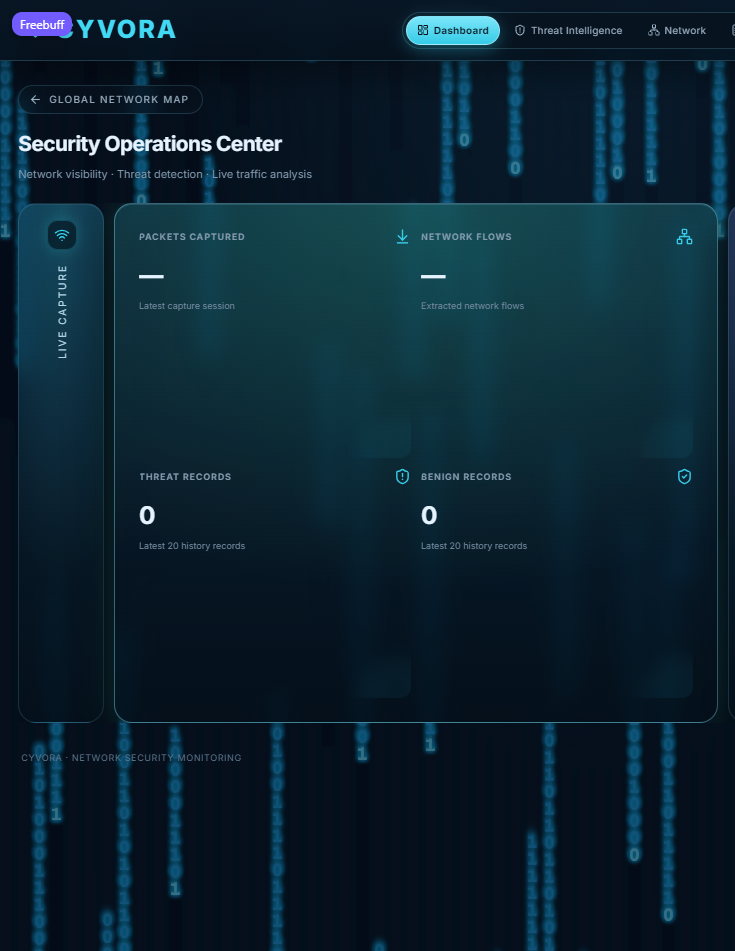 Freebuff
CYVORA
Dashboard
Threat Intelligence
Network
GLOBAL NETWORK MAP
Security Operations Center
Network visibility · Threat detection · Live traffic analysis
LIVE CAPTURE
PACKETS CAPTURED
—
Latest capture session
NETWORK FLOWS
—
Extracted network flows
THREAT RECORDS
0
Latest 20 history records
BENIGN RECORDS
0
Latest 20 history records
CYVORA · NETWORK SECURITY MONITORING